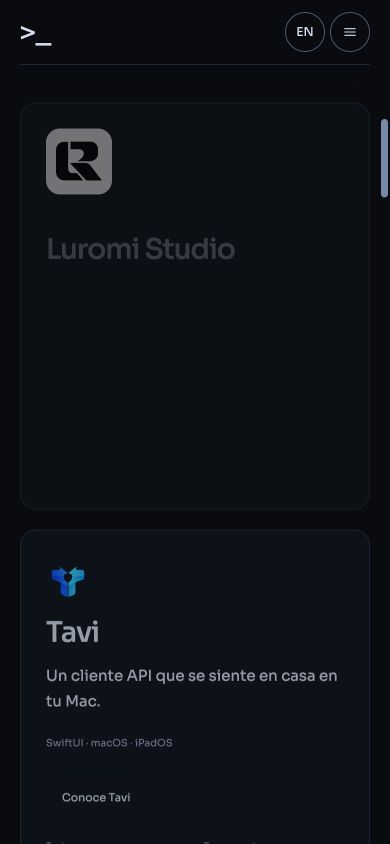 >_
EN
Luromi Studio
Tavi
Un cliente API que se siente en casa en
tu Mac.
SwiftUI · macOS · iPadOS
Conoce Tavi